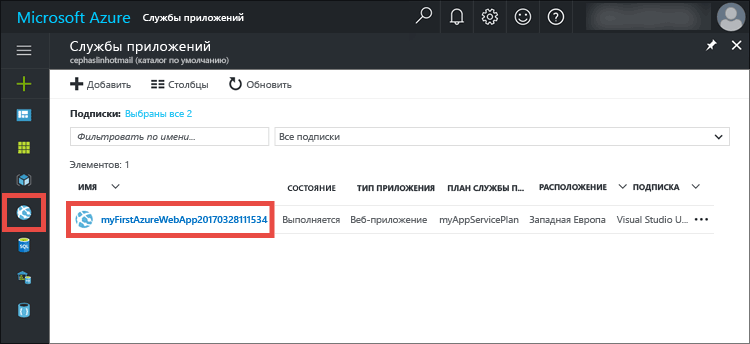 Microsoft Azure Службы приложений
Службы приложений
cephaslinhotmail (каталог по умолчанию)
Добавить Столбцы Обновить
Подписки: Выбраны все 2
Фильтровать по имени... Все подписки
Элементов: 1
ИМЯ СОСТОЯНИЕ ТИП ПРИЛОЖЕНИЯ ПЛАН СЛУЖБЫ П... РАСПОЛОЖЕНИЕ ПОДПИСКА
myFirstAzureWebApp20170328111534 Выполняется Веб-приложение myAppServicePlan Западная Европа Visual Studio U...
SQL